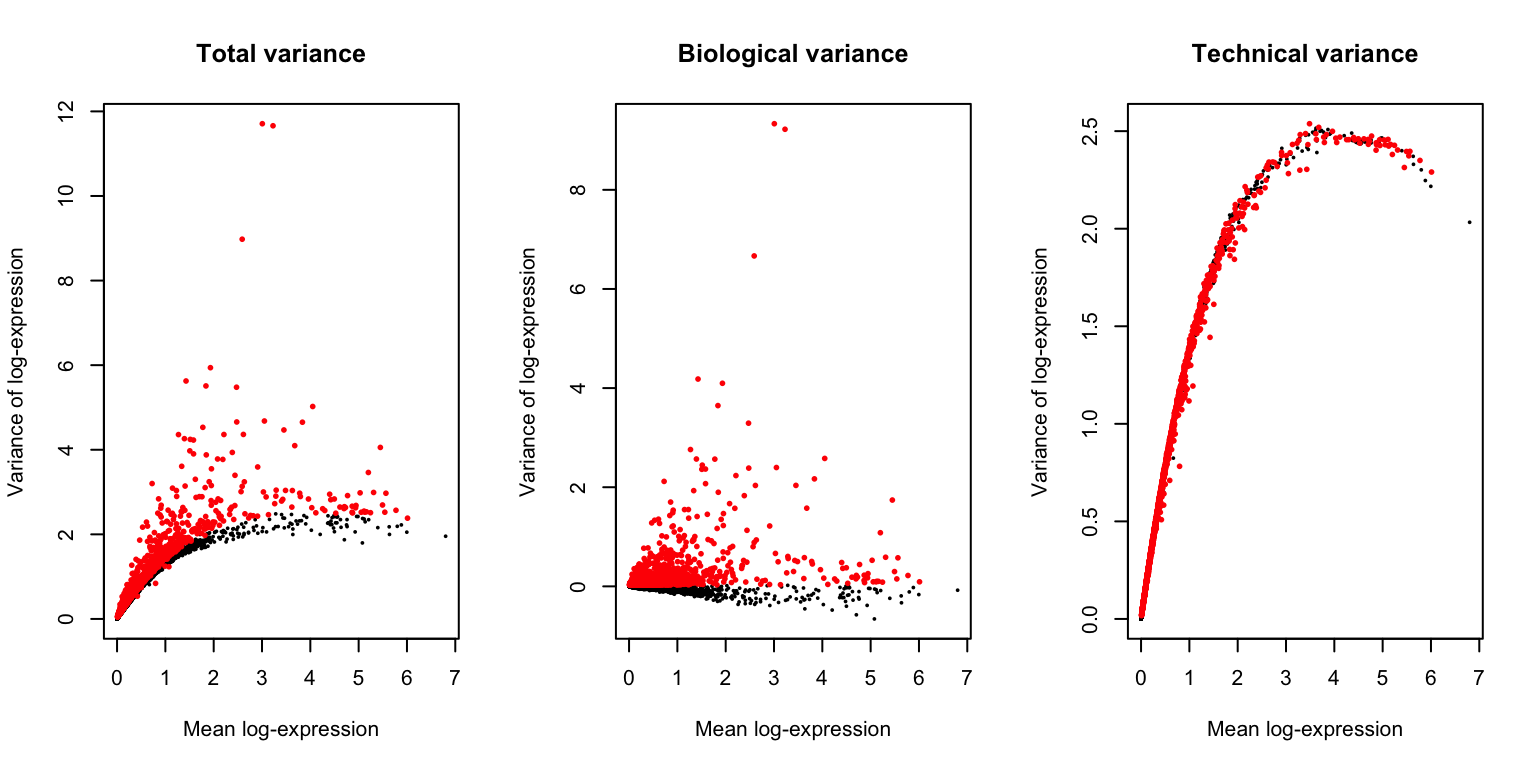 Total variance
Variance of log-expression
12
10
8
6
4
2
0
0 1 2 3 4 5 6 7
Mean log-expression
Biological variance
Variance of log-expression
8
6
4
2
0
0 1 2 3 4 5 6 7
Mean log-expression
Technical variance
Variance of log-expression
2.5
2.0
1.5
1.0
0.5
0.0
0 1 2 3 4 5 6 7
Mean log-expression